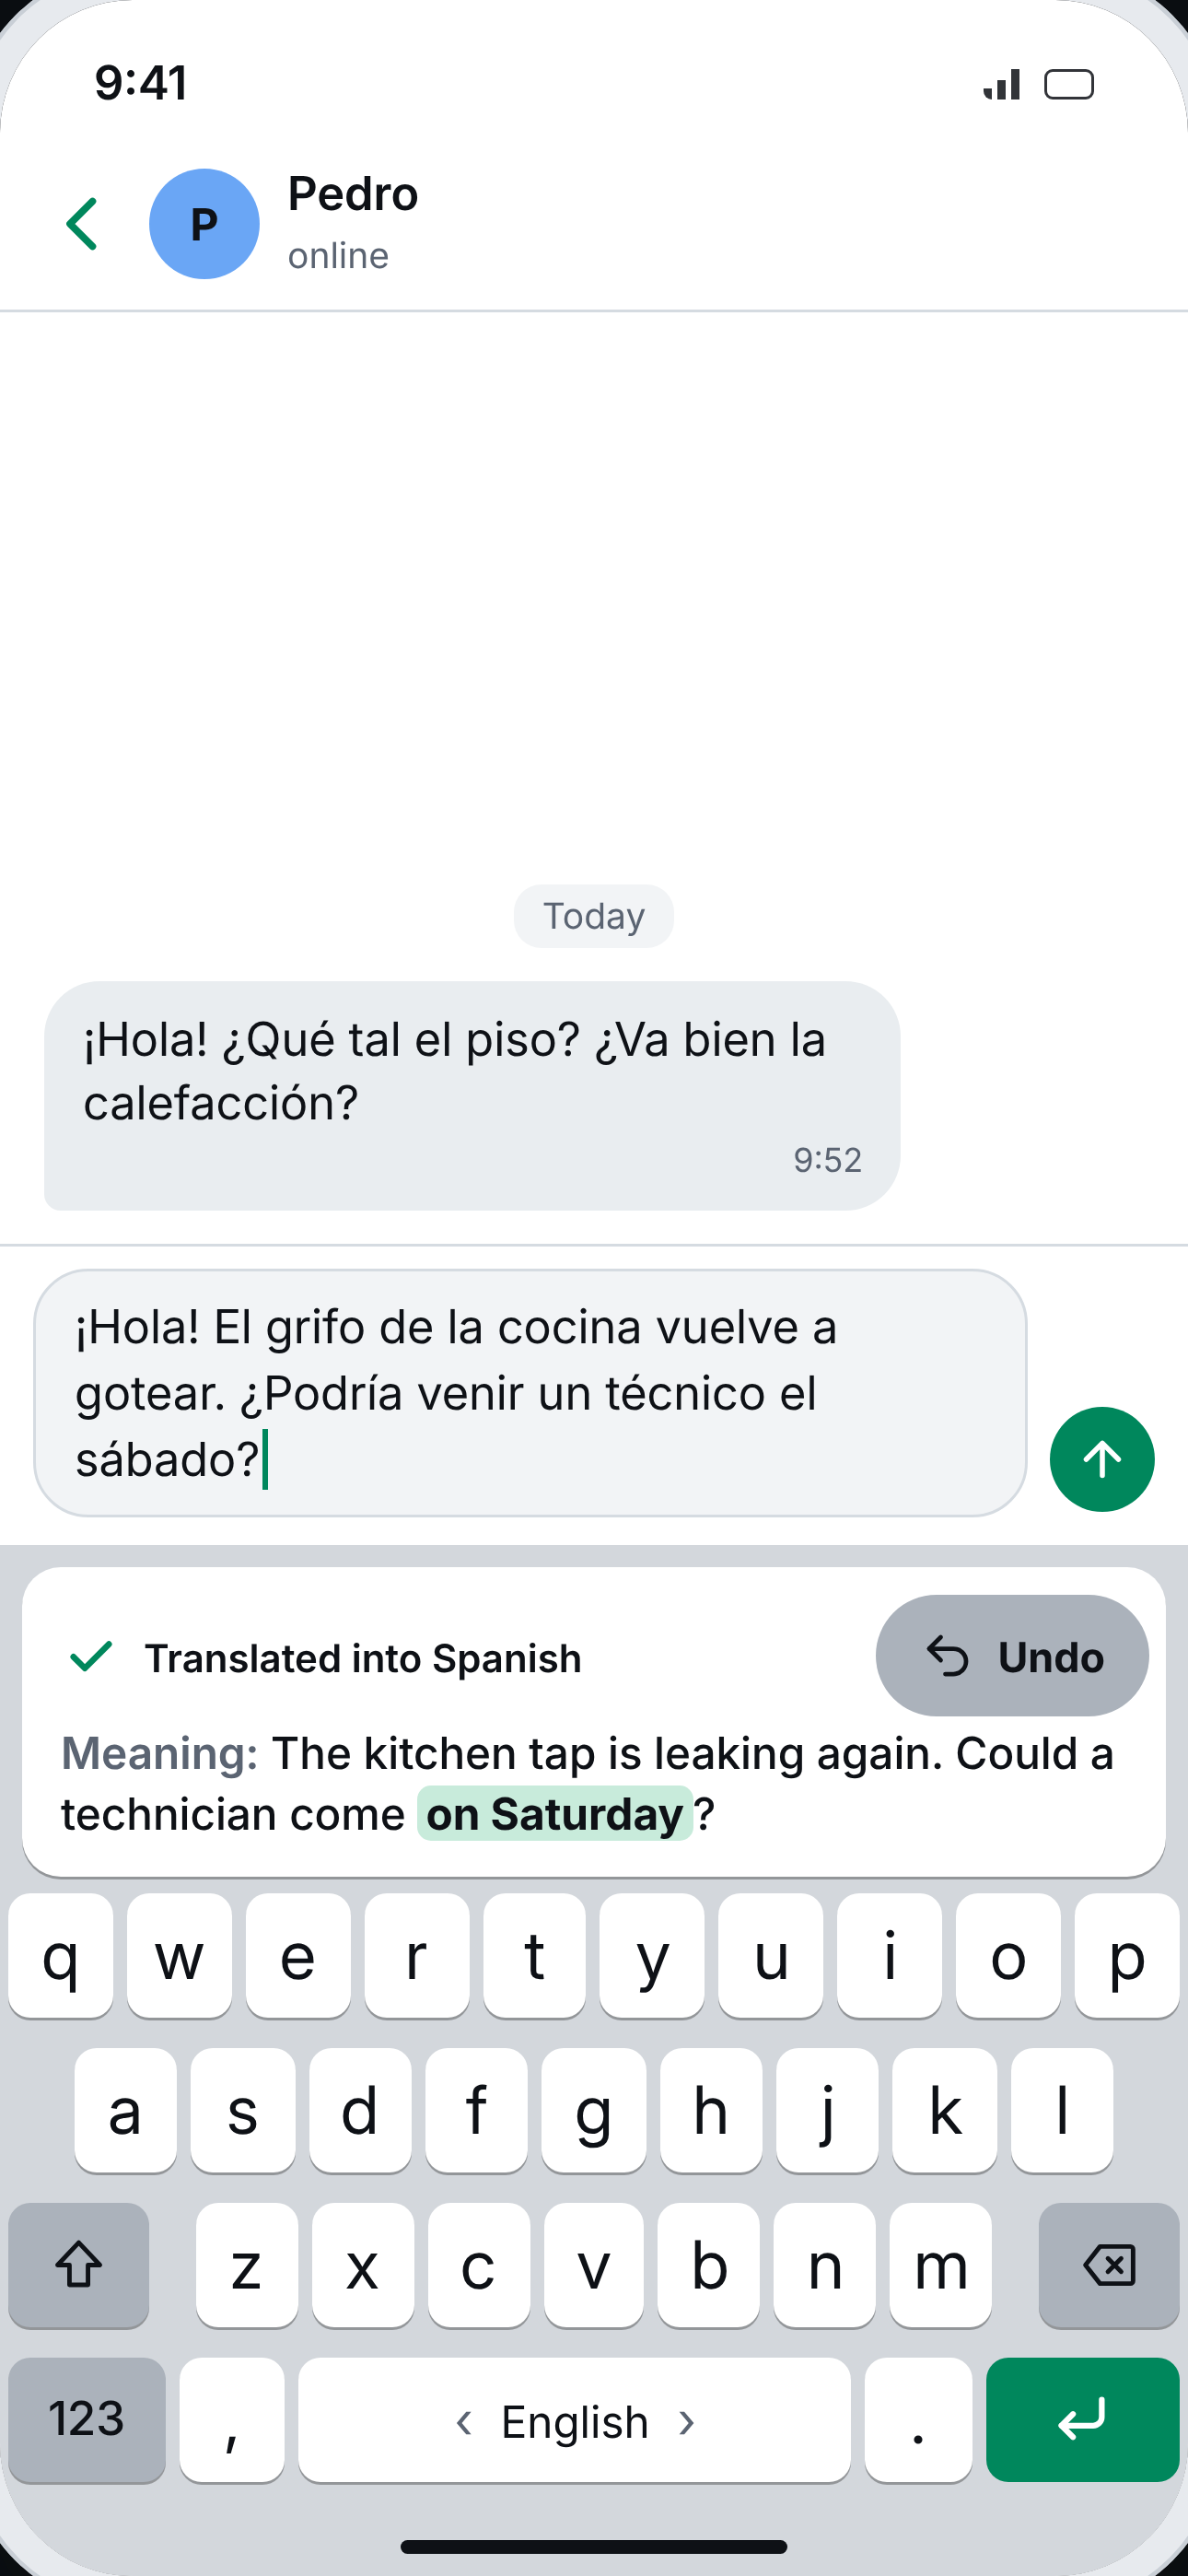 9:41
P
Pedro
online
Today
¡Hola! ¿Qué tal el piso? ¿Va bien la
calefacción?
9:52
¡Hola! El grifo de la cocina vuelve a
gotear. ¿Podría venir un técnico el
sábado?
Translated into Spanish
Undo
Meaning: The kitchen tap is leaking again. Could a
technician come on Saturday?
q w e r t y u i o p
a s d f g h j k l
z x c v b n m
123 , ‹ English › .